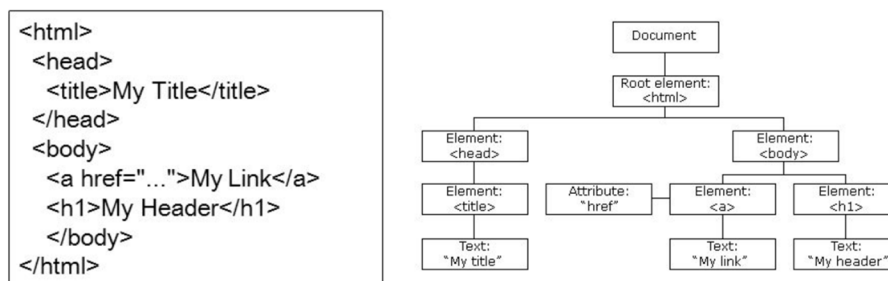 <html>
<head>
<title>My Title</title>
</head>
<body>
<a href="...">My Link</a>
<h1>My Header</h1>
</body>
</html>
Document
Root element:
<html>
Element:
<head>
Element:
<body>
Element:
<title>
Attribute:
"href"
Element:
<a>
Element:
<h1>
Text:
"My title"
Text:
"My link"
Text:
"My header"